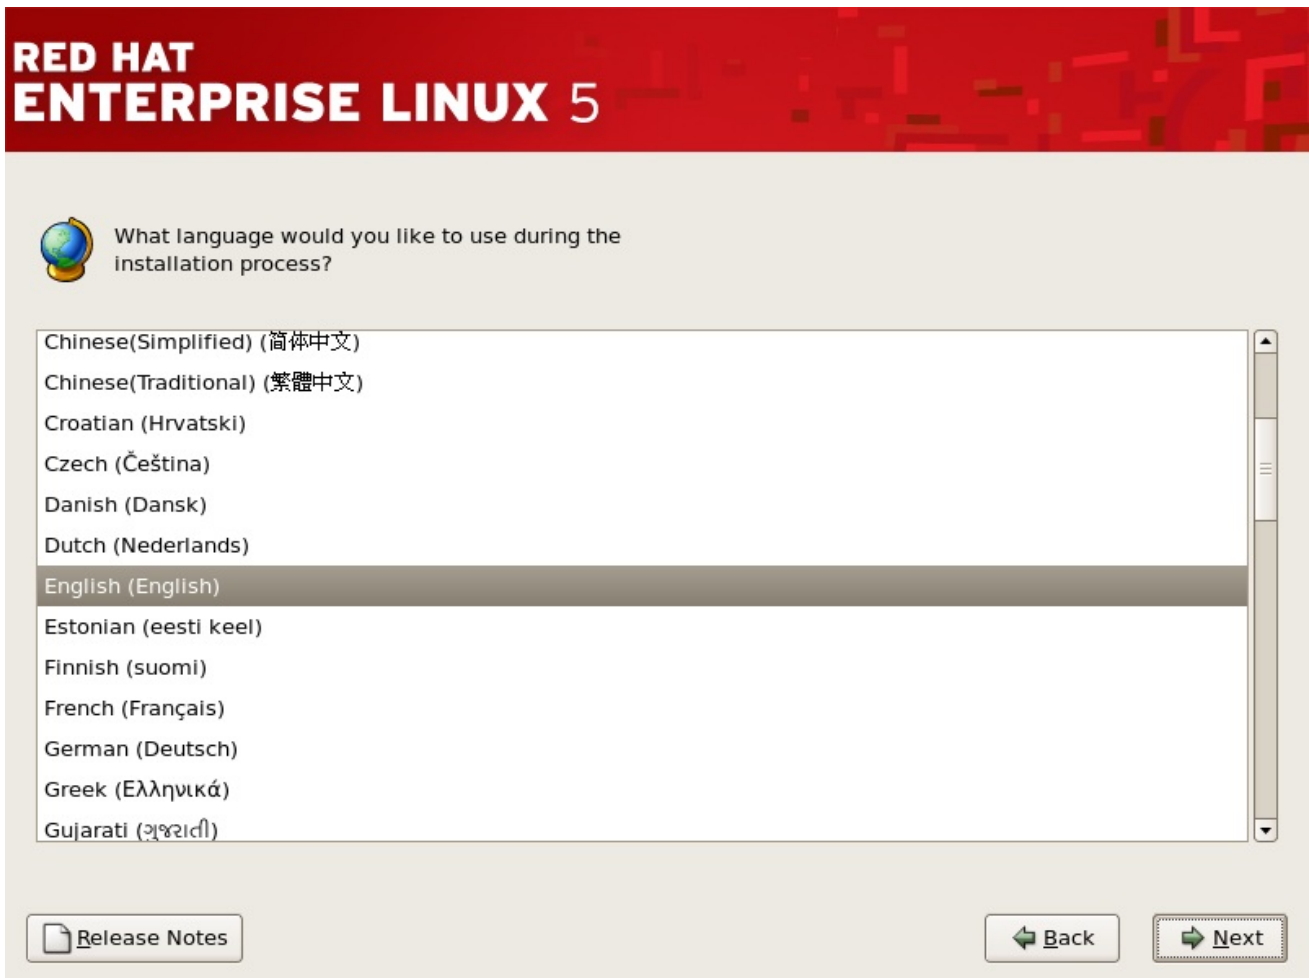 RED HAT
ENTERPRISE LINUX 5
What language would you like to use during the
installation process?
Chinese(Simplified) (简体中文)
Chinese(Traditional) (繁體中文)
Croatian (Hrvatski)
Czech (Čeština)
Danish (Dansk)
Dutch (Nederlands)
English (English)
Estonian (eesti keel)
Finnish (suomi)
French (Français)
German (Deutsch)
Greek (Ελληνικά)
Gujarati (ગુજરાતી)
Release Notes
Back
Next